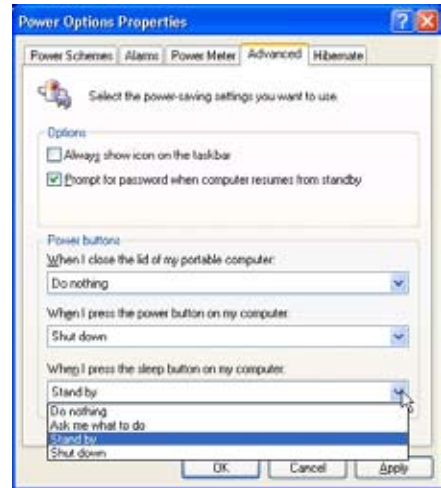 Power Options Properties
Power Schemes Alarms Power Meter Advanced Hibernate
Select the power-saving settings you want to use.
Options
Always show icon on the taskbar
Prompt for password when computer resumes from standby
Power buttons
When I close the lid of my portable computer:
Do nothing
When I press the power button on my computer:
Shut down
When I press the sleep button on my computer:
Stand by
Do nothing
Ask me what to do
Stand by
Shut down
OK Cancel Apply